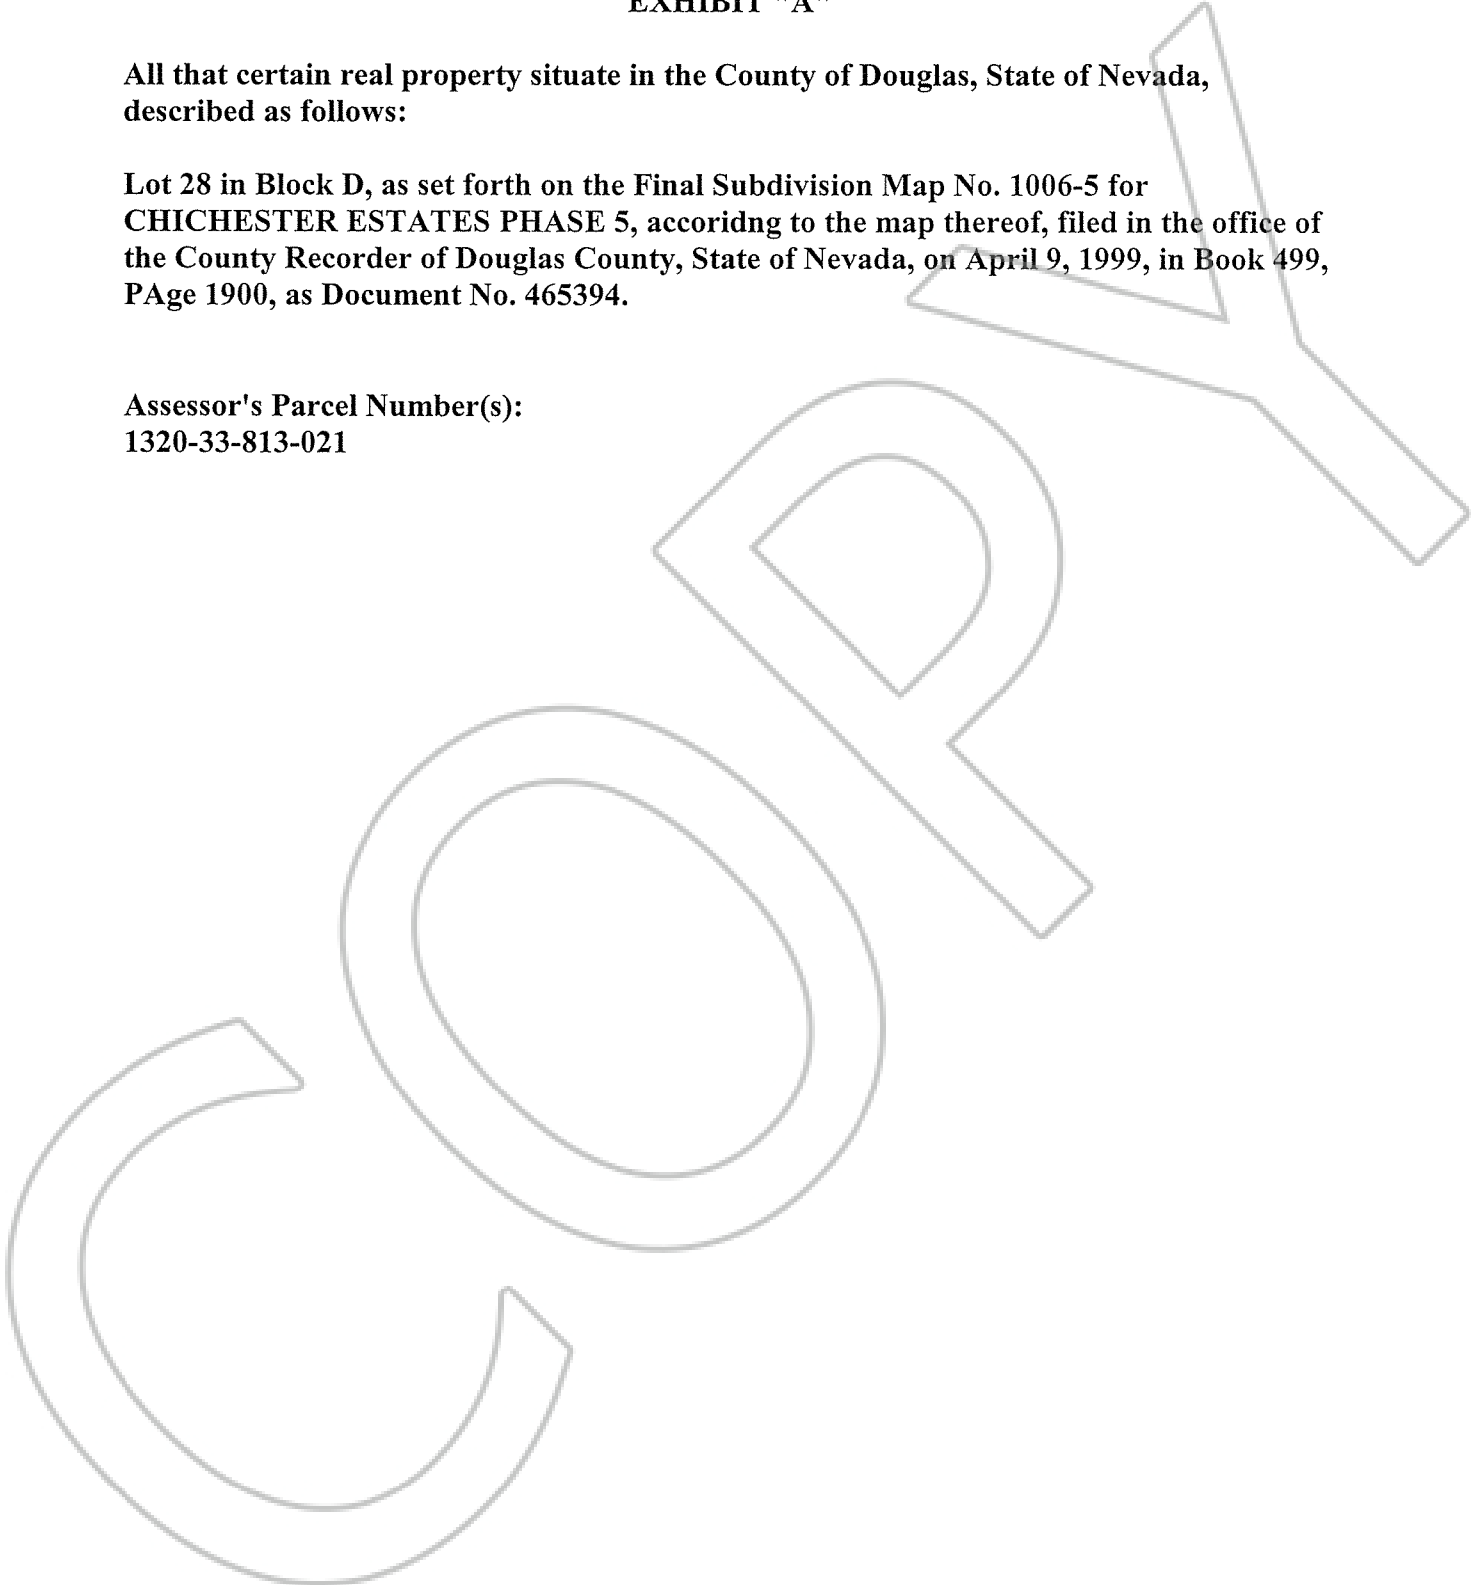 EXHIBIT "A"
All that certain real property situate in the County of Douglas, State of Nevada,
described as follows:
Lot 28 in Block D, as set forth on the Final Subdivision Map No. 1006-5 for
CHICHESTER ESTATES PHASE 5, accoridng to the map thereof, filed in the office of
the County Recorder of Douglas County, State of Nevada, on April 9, 1999, in Book 499,
PAge 1900, as Document No. 465394.
Assessor's Parcel Number(s):
1320-33-813-021
COPY